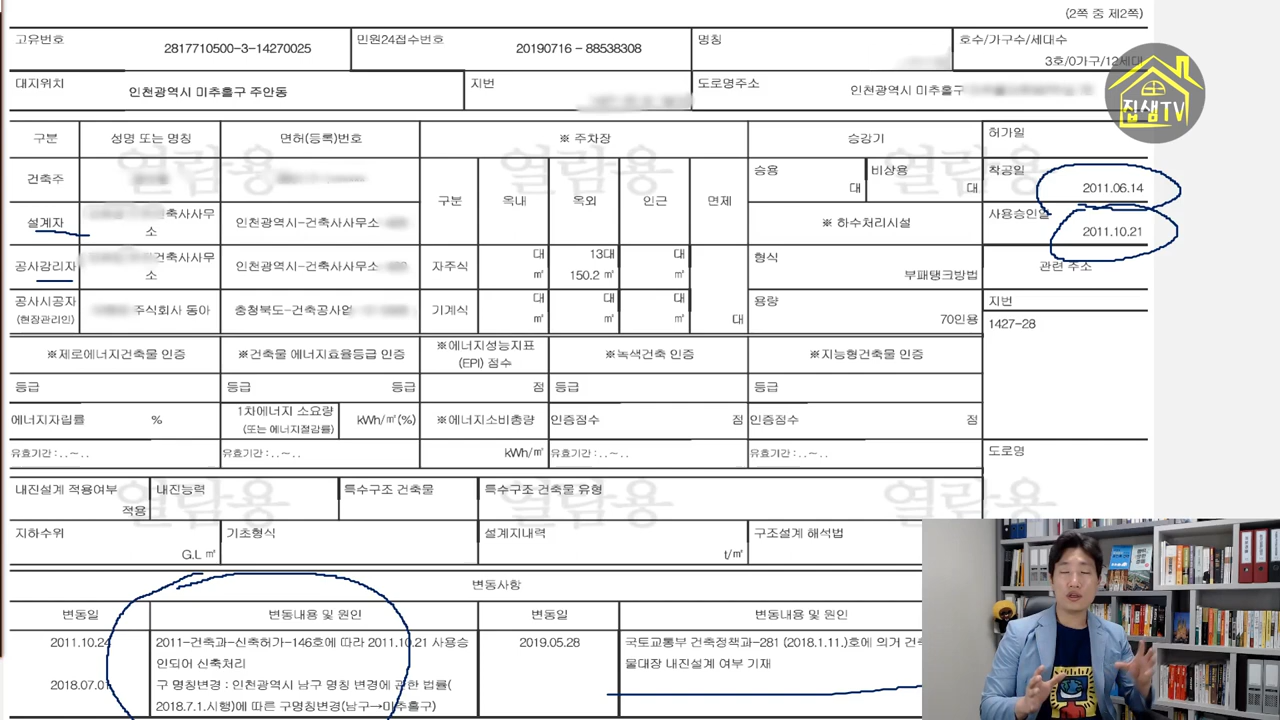 (2쪽 중 제2쪽)
고유번호 2817710500-3-14270025 민원24접수번호 20190716 - 88538308 명칭 호수/가구수/세대수
3호/0가구/12세대
대지위치 인천광역시 미추홀구 주안동 지번 도로명주소 인천광역시 미추홀구
집샘TV
구분 성명 또는 명칭 면허(등록)번호 ※ 주차장 승강기 허가일
건축주 구분 옥내 옥외 인근 면제 승용 대 비상용 대 착공일 2011.06.14
설계자 건축사사무소 인천광역시-건축사사무소 ※ 하수처리시설 사용승인일 2011.10.21
공사감리자 건축사사무소 인천광역시-건축사사무소 자주식 대 ㎡ 13대 150.2 ㎡ 대 ㎡ 형식 부패탱크방법 관련 주소
공사시공자 (현장관리인) 주식회사 동아 충청북도-건축공사업 기계식 대 ㎡ 대 ㎡ 대 ㎡ 대 용량 70인용 지번
1427-28
※제로에너지건축물 인증 ※건축물 에너지효율등급 인증 ※에너지성능지표 (EPI) 점수 ※녹색건축 인증 ※지능형건축물 인증
등급 등급 등급 점 등급 등급
에너지자립률 % 1차에너지 소요량 (또는 에너지절감률) kWh/㎡(%) ※에너지소비총량 인증점수 점 인증점수 점
유효기간 : . . ~ . . 유효기간 : . . ~ . . kWh/㎡ 유효기간 : . . ~ . . 유효기간 : . . ~ . . 도로명
내진설계 적용여부 적용 내진능력 특수구조 건축물 특수구조 건축물 유형
지하수위 G.L ㎡ 기초형식 설계지내력 t/㎡ 구조설계 해석법
열람용 열람용 열람용
열람용 열람용 열람용
변동사항
변동일 변동내용 및 원인 변동일 변동내용 및 원인
2011.10.24 2011-건축과-신축허가-146호에 따라 2011.10.21 사용승 2019.05.28 국토교통부 건축정책과-281 (2018.1.11.)호에 의거 건축
인되어 신축처리 물대장 내진설계 여부 기재
2018.07.01 구 명칭변경 : 인천광역시 남구 명칭 변경에 관한 법률(
2018.7.1.시행)에 따른 구명칭변경(남구→미추홀구)